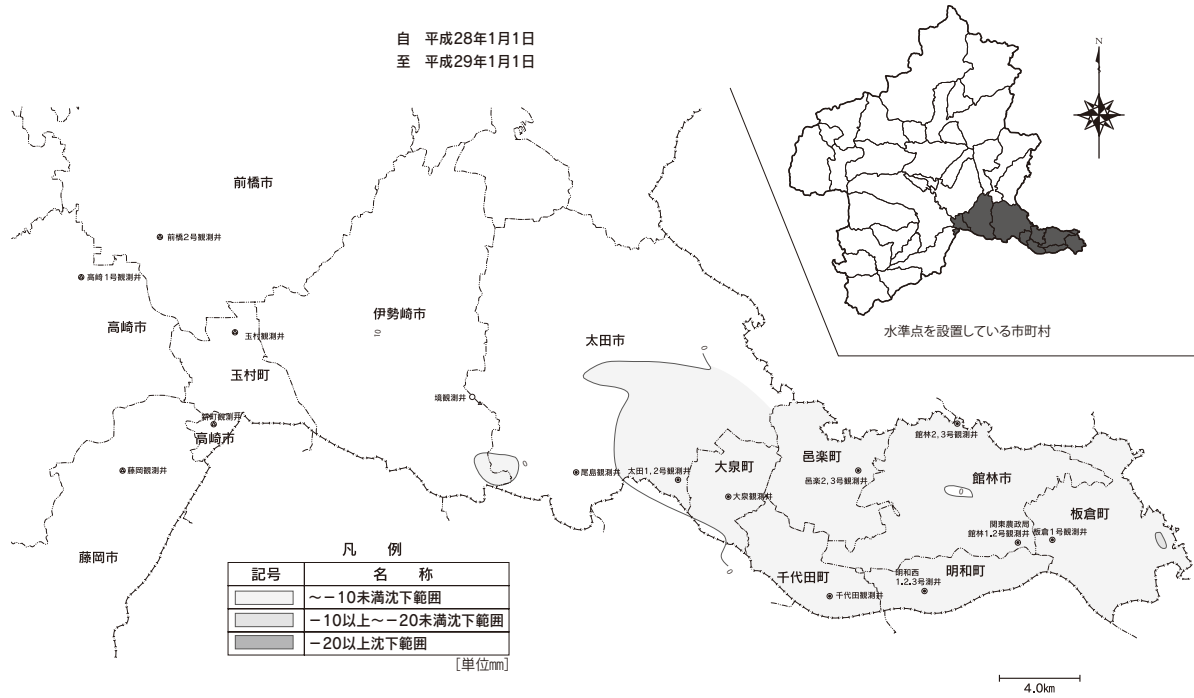 自　平成28年1月1日
至　平成29年1月1日
N
水準点を設置している市町村
前橋市
前橋2号観測井
高崎1号観測井
高崎市
伊勢崎市
玉村観測井
玉村町
太田市
境観測井
新町観測井
高崎市
藤岡観測井
藤岡市
尾島観測井
太田1,2号観測井
大泉町
大泉観測井
邑楽町
邑楽2,3号観測井
館林2,3号観測井
館林市
板倉町
関東農政局
館林1.2号観測井
板倉1号観測井
千代田町
千代田観測井
明和西
1.2.3号測井
明和町
0
0
0
0
凡　例
記号　名　称
～－10未満沈下範囲
－10以上～－20未満沈下範囲
－20以上沈下範囲
[単位mm]
4.0km